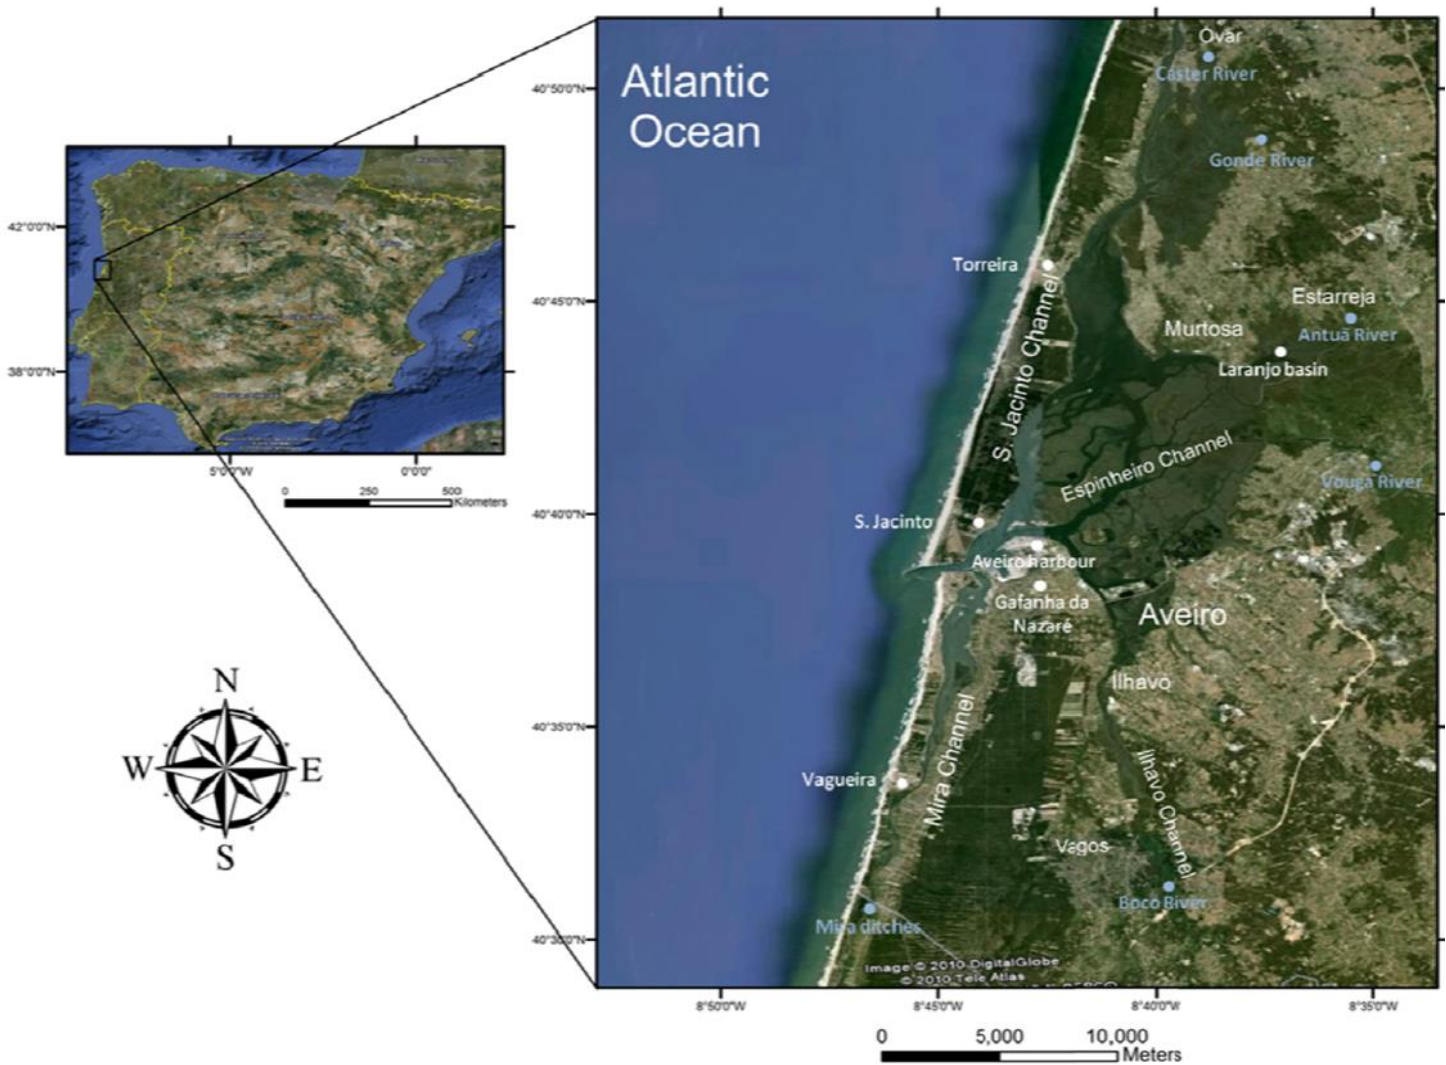 Atlantic
Ocean
Ovar
Cáster River
Gonde River
Torreira
S. Jacinto Channel
Estarreja
Antuã River
Murtosa
Laranjo basin
Espinheiro Channel
Vouga River
S. Jacinto
Aveiro harbour
Gafanha da
Nazaré
Aveiro
Ílhavo
Mira Channel
Ílhavo Channel
Vagueira
Vagos
Boco River
Mira ditches
Image © 2010 DigitalGlobe
© 2010 Tele Atlas
40°50'0"N
40°45'0"N
40°40'0"N
40°35'0"N
40°30'0"N
8°50'0"W
8°45'0"W
8°40'0"W
8°35'0"W
0 5,000 10,000
Meters
42°0'0"N
38°0'0"N
5°0'0"W
0°0'0"
0 250 500
Kilometers
N
W E
S